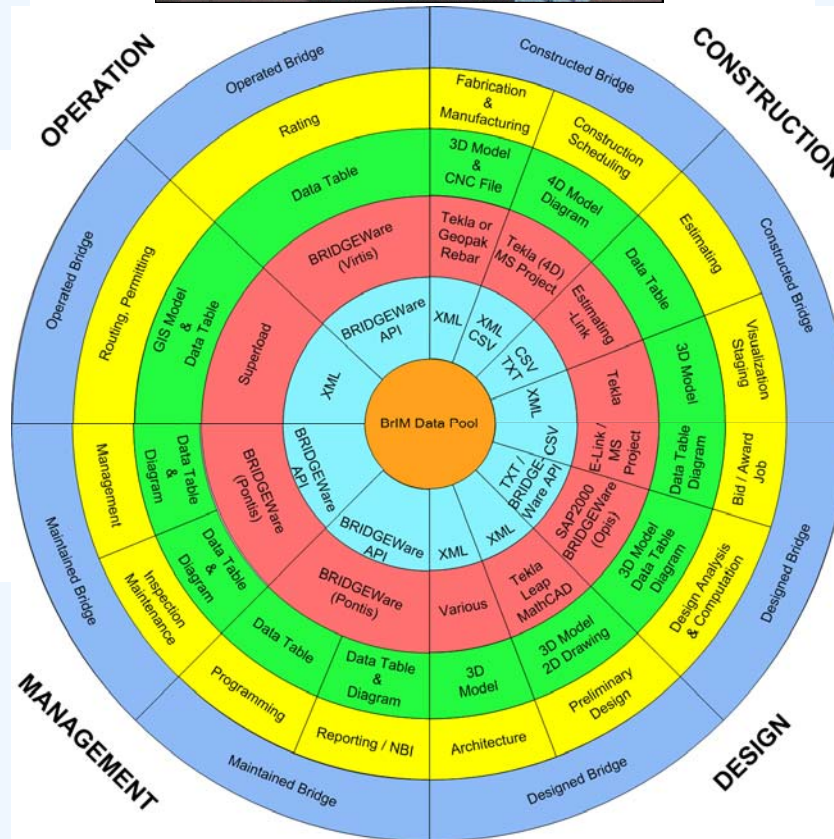 OPERATION
CONSTRUCTION
MANAGEMENT
DESIGN
Operated Bridge
Constructed Bridge
Constructed Bridge
Designed Bridge
Designed Bridge
Maintained Bridge
Maintained Bridge
Operated Bridge
Rating
Fabrication
&
Manufacturing
Construction
Scheduling
Estimating
Visualization
Staging
Bid / Award
Job
Design Analysis
& Computation
Preliminary
Design
Architecture
Reporting / NBI
Programming
Inspection
Maintenance
Management
Routing, Permitting
Data Table
3D Model
&
CNC File
4D Model
Diagram
Data Table
3D Model
Data Table
Diagram
3D Model
Data Table
Diagram
3D Model
2D Drawing
3D
Model
Data Table
&
Diagram
Data Table
Data Table
&
Diagram
Data Table
&
Diagram
GIS Model
&
Data Table
BRIDGEWare
(Virtis)
Tekla or
Geopak
Rebar
Tekla (4D)
MS Project
Estimating
-Link
Tekla
E-Link /
MS
Project
SAP2000
BRIDGEWare
(Opis)
Tekla
Leap
MathCAD
Various
BRIDGEWare
(Pontis)
BRIDGEWare
(Pontis)
Superload
BRIDGEWare
API
XML
XML
CSV
CSV
TXT
XML
CSV
TXT /
BRIDGE-
Ware API
XML
XML
BRIDGEWare
API
BRIDGEWare
API
XML
BrIM Data Pool